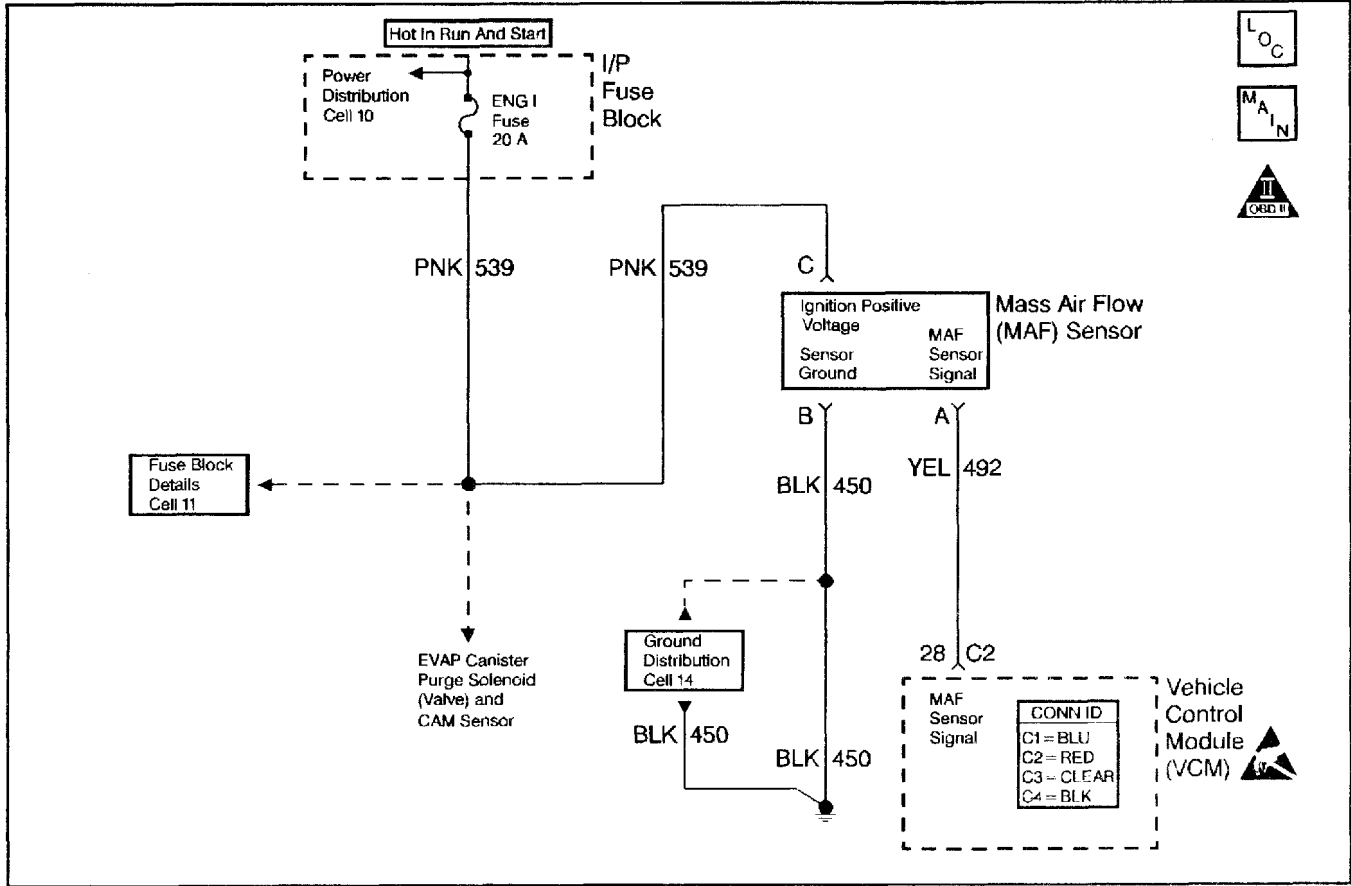 Hot In Run And Start
Power
Distribution
Cell 10
ENG I
Fuse
20 A
I/P
Fuse
Block
LOC
MAIN
II
OBD II
PNK 539
PNK 539
C
Ignition Positive
Voltage
Sensor
Ground
MAF
Sensor
Signal
Mass Air Flow
(MAF) Sensor
B
A
Fuse Block
Details
Cell 11
BLK 450
YEL 492
EVAP Canister
Purge Solenoid
(Valve) and
CAM Sensor
Ground
Distribution
Cell 14
BLK 450
BLK 450
28 C2
MAF
Sensor
Signal
CONN ID
C1 = BLU
C2 = RED
C3 = CLEAR
C4 = BLK
Vehicle
Control
Module
(VCM)